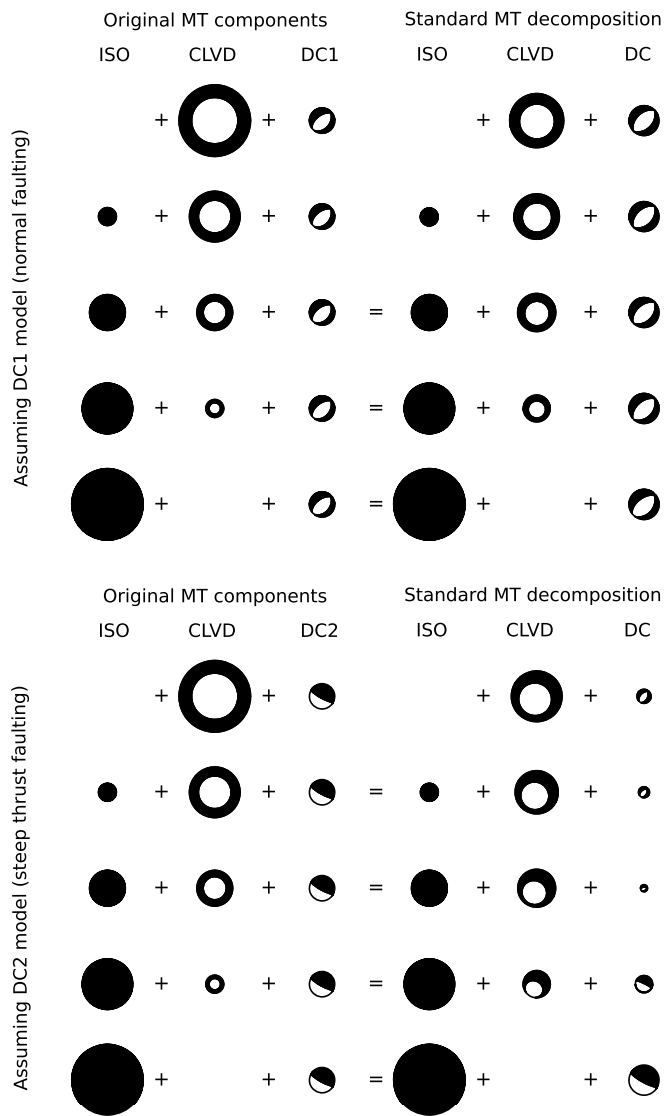 Original MT components Standard MT decomposition
ISO CLVD DC1 ISO CLVD DC
Assuming DC1 model (normal faulting)
+ + + +
+ + + +
+ + = + +
+ + = + +
+ + = + +
Original MT components Standard MT decomposition
ISO CLVD DC2 ISO CLVD DC
Assuming DC2 model (steep thrust faulting)
+ + + +
+ + = + +
+ + = + +
+ + = + +
+ + = + +